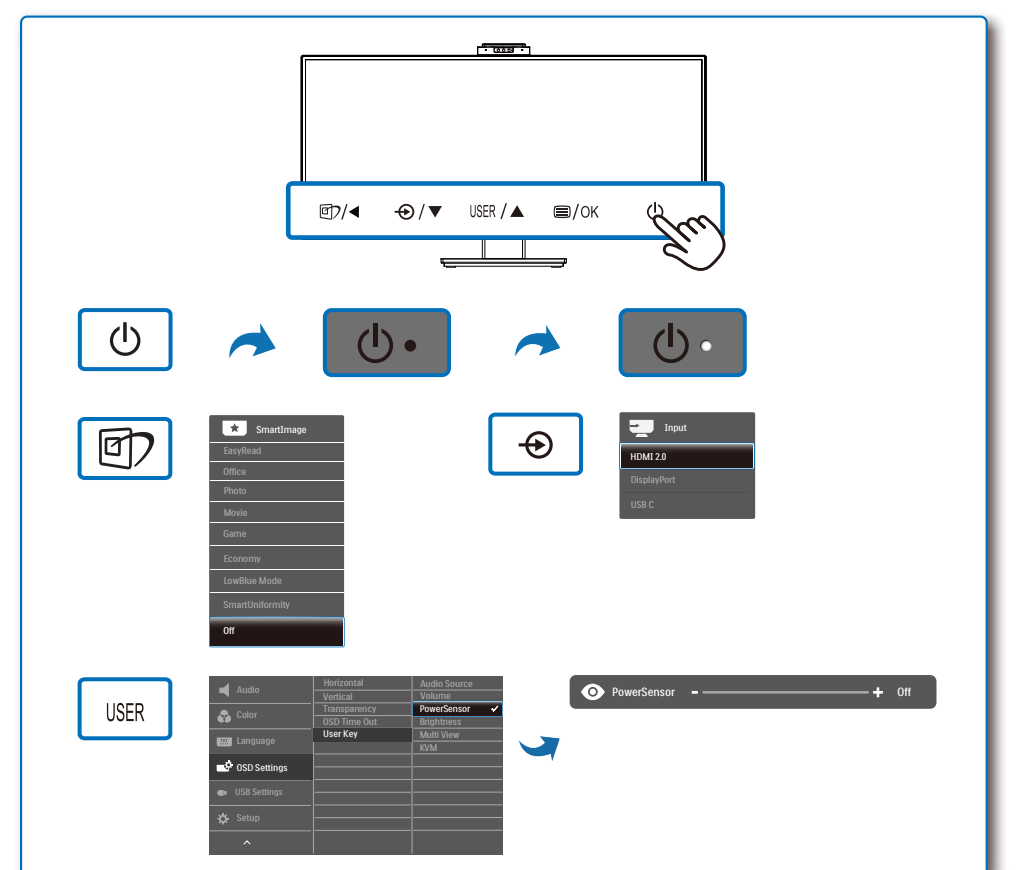 USER / OK
SmartImage
EasyRead
Office
Photo
Movie
Game
Economy
LowBlue Mode
SmartUniformity
Off
Input
HDMI 2.0
DisplayPort
USB C
USER
Audio
Color
Language
OSD Settings
USB Settings
Setup
Horizontal
Vertical
Transparency
OSD Time Out
User Key
Audio Source
Volume
PowerSensor
Brightness
Multi View
KVM
PowerSensor - + Off